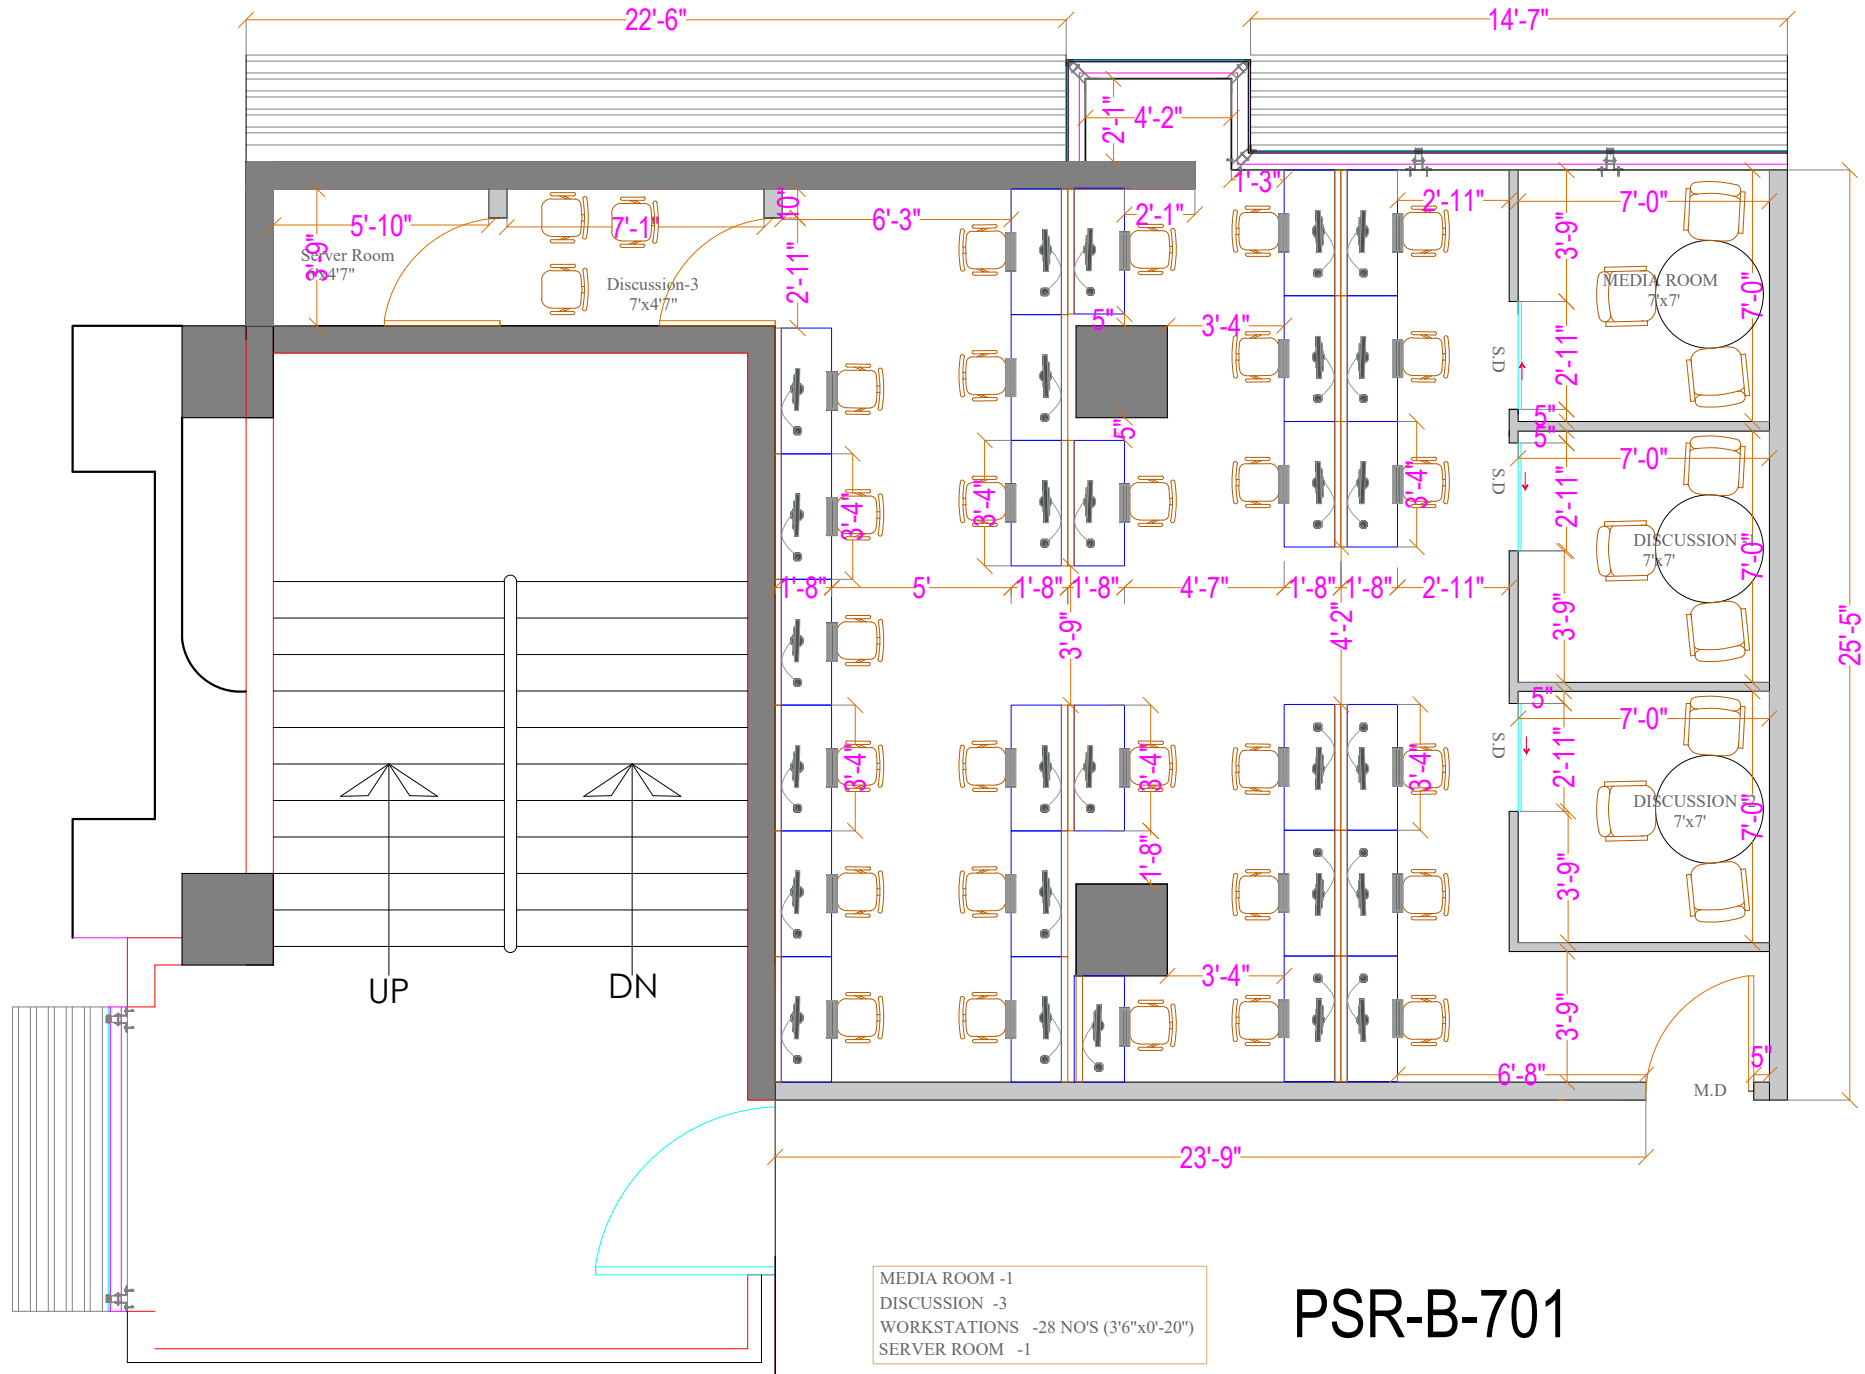 22'-6"
14'-7"
2'-1"
4'-2"
1'-3"
5'-10"
7'-1"
10"
6'-3"
2'-1"
2'-11"
7'-0"
3'-9"
Server Room
Discussion-3
7'x4'7"
3'-9"
2'-11"
5"
3'-4"
MEDIA ROOM
7'x7'
7'-0"
S.D
2'-11"
5"
5"
5"
7'-0"
S.D
2'-11"
3'-4"
3'-4"
3'-4"
DISCUSSION -1
7'x7'
7'-0"
1'-8"
5'
1'-8"
1'-8"
4'-7"
1'-8"
1'-8"
2'-11"
3'-9"
3'-9"
4'-2"
25'-5"
5"
7'-0"
S.D
2'-11"
3'-4"
3'-4"
3'-4"
DISCUSSION -2
7'x7'
7'-0"
1'-8"
3'-9"
UP
DN
3'-4"
3'-9"
6'-8"
5"
M.D
23'-9"
MEDIA ROOM -1
DISCUSSION -3
WORKSTATIONS -28 NO'S (3'6"x0'-20")
SERVER ROOM -1
PSR-B-701